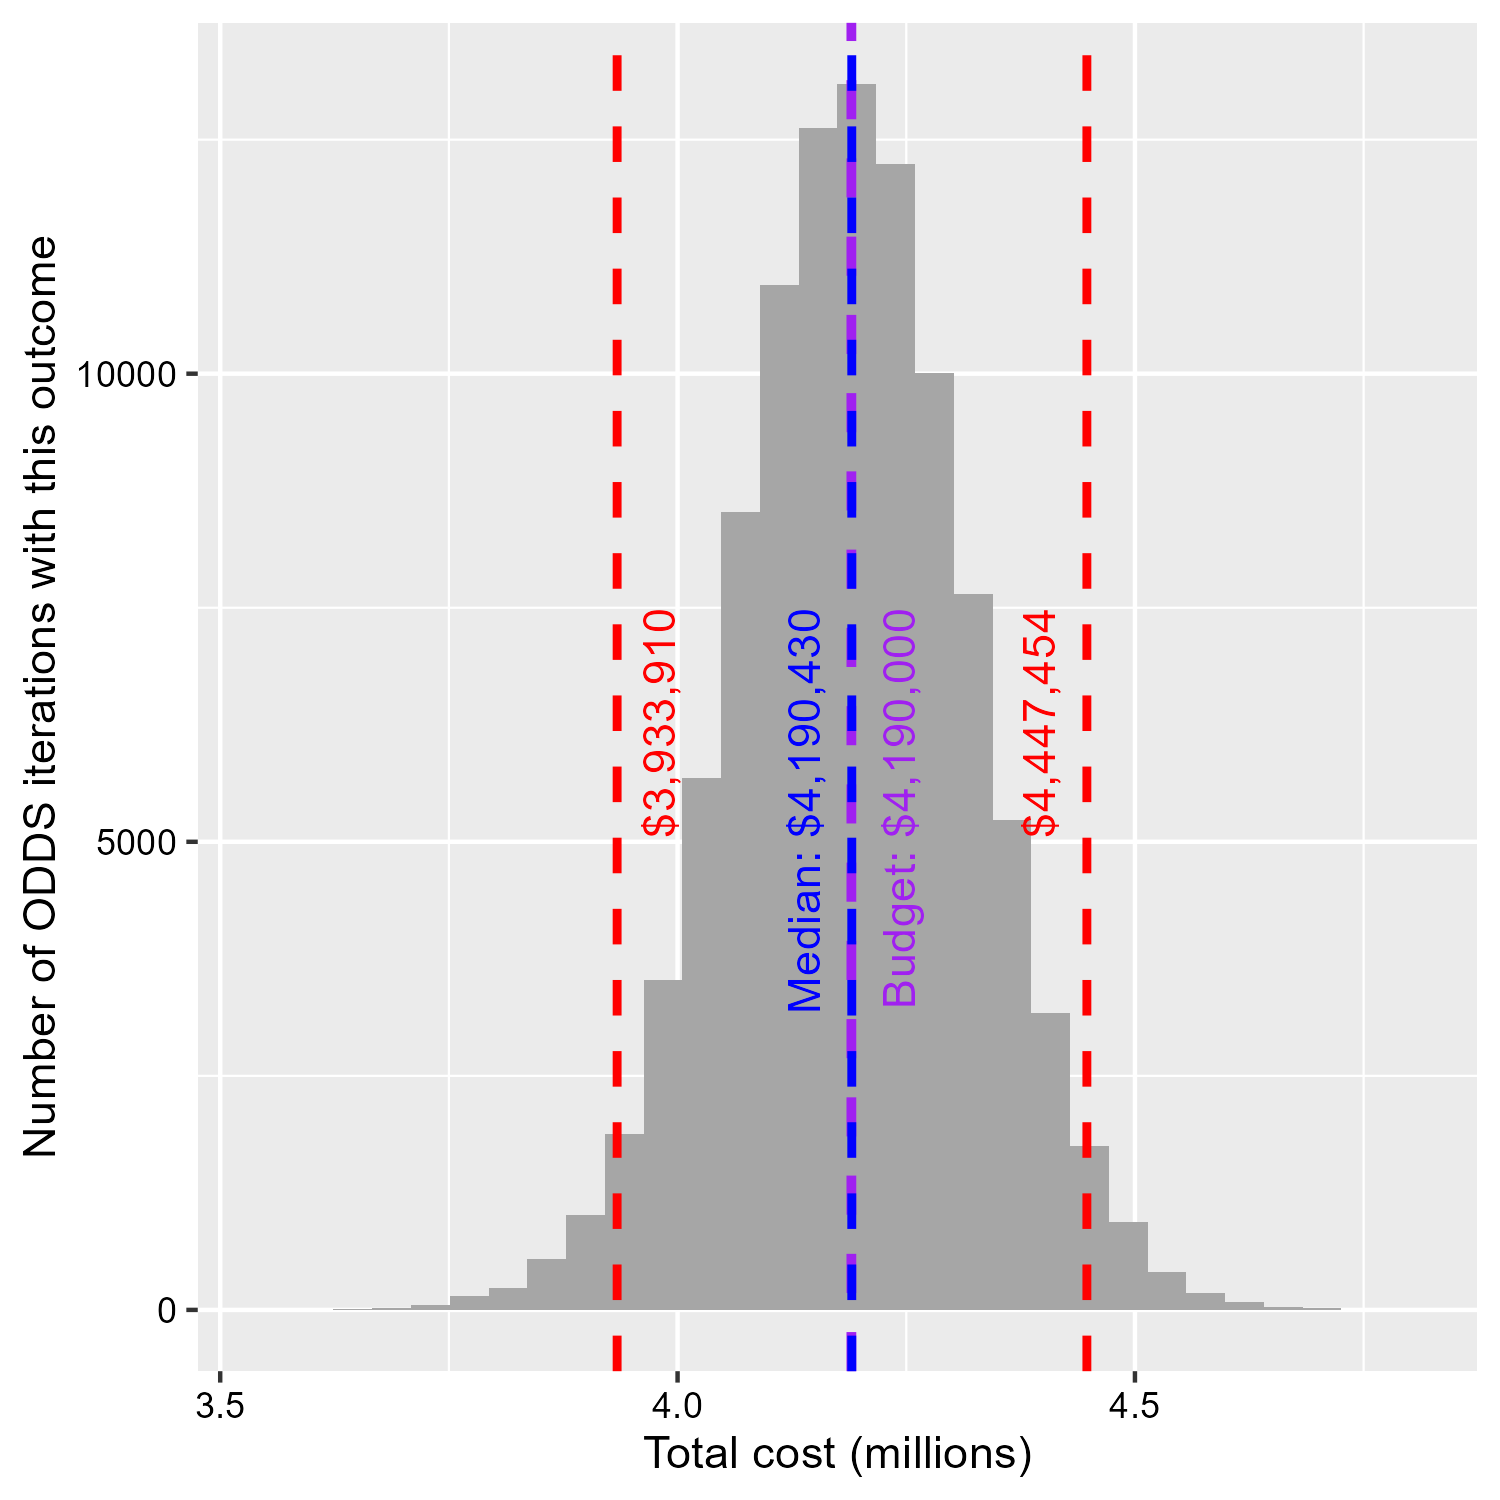 Number of ODDS iterations with this outcome
10000
5000
0
$3,933,910
Median: $4,190,430
Budget: $4,190,000
$4,447,454
3.5
4.0
4.5
Total cost (millions)